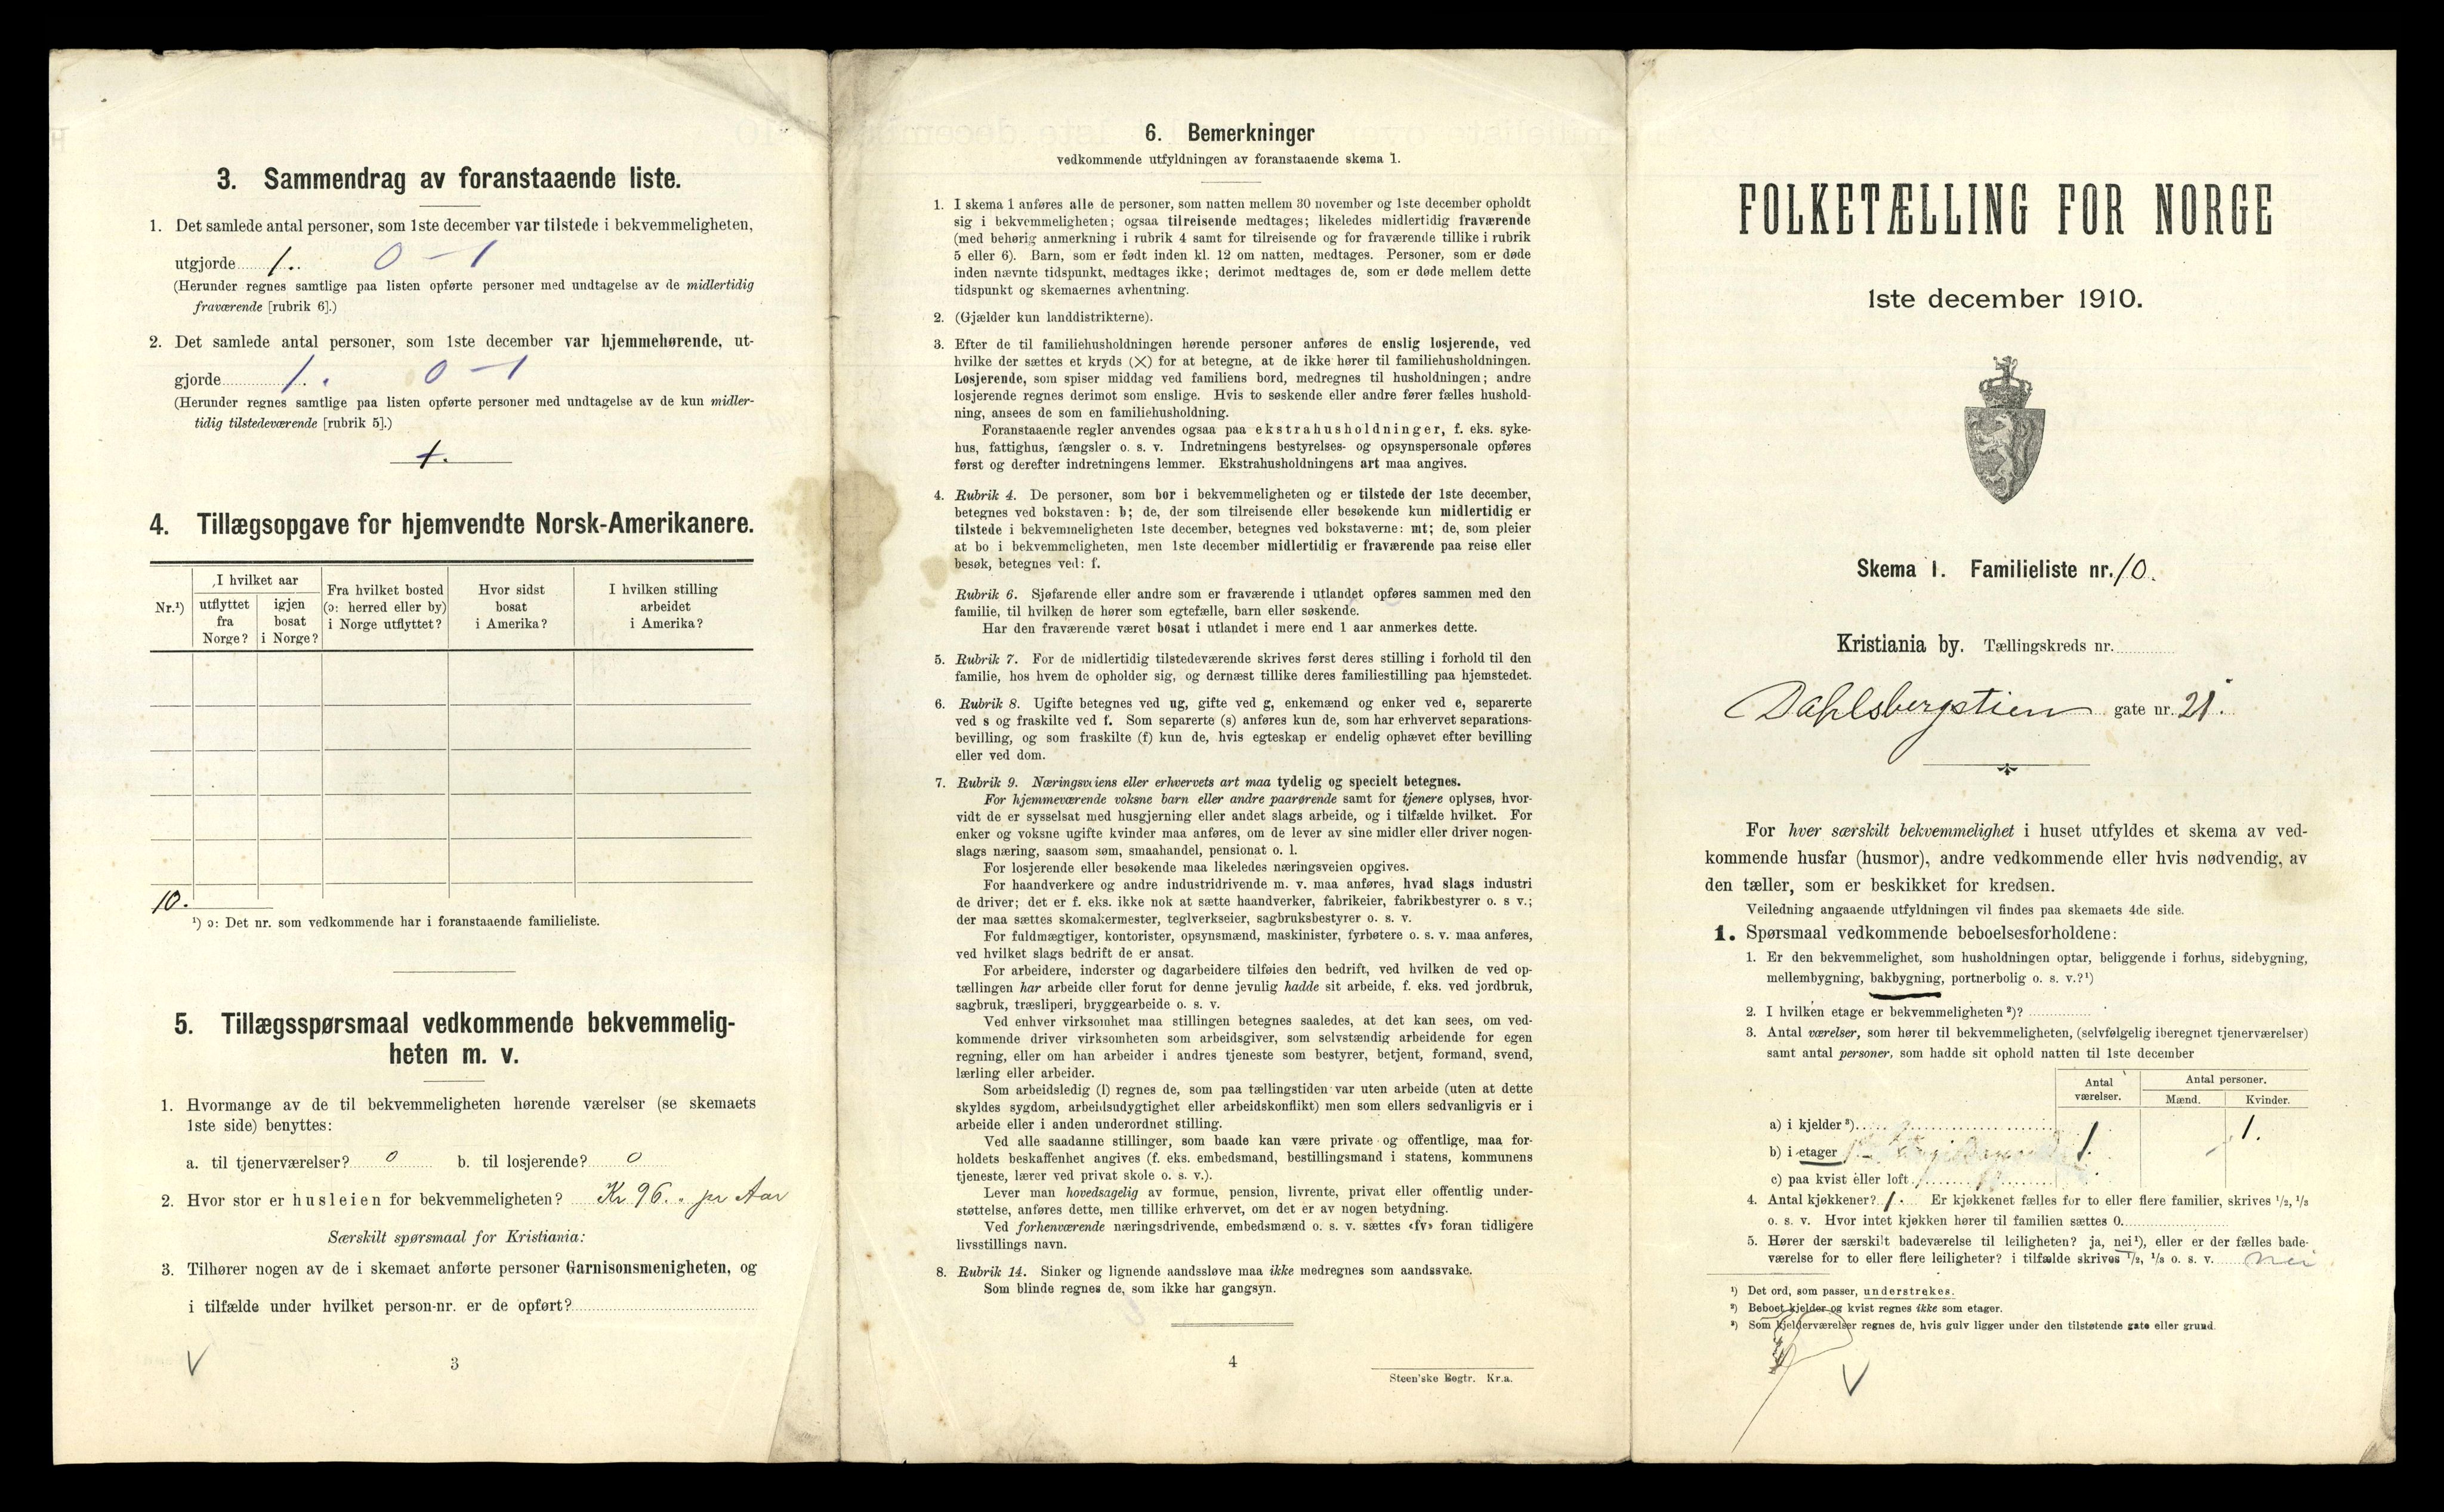 3. Sammendrag av foranstaaende liste.
1. Det samlede antal personer, som 1ste december var tilstede i bekvemmeligheten,
utgjorde 1. 0 - 1
(Herunder regnes samtlige paa listen opførte personer med undtagelse av de midlertidig
fraværende [rubrik 6].)
2. Det samlede antal personer, som 1ste december var hjemmehørende, ut-
gjorde 1. 0 - 1
(Herunder regnes samtlige paa listen opførte personer med undtagelse av de kun midler-
tidig tilstedeværende [rubrik 5].)
4. Tillægsopgave for hjemvendte Norsk-Amerikanere.
Nr.¹)
I hvilket aar
utflyttet
fra
Norge?
igjen
bosat
i Norge?
Fra hvilket bosted
(ɔ: herred eller by)
i Norge utflyttet?
Hvor sidst
bosat
i Amerika?
I hvilken stilling
arbeidet
i Amerika?
10.
¹) ɔ: Det nr. som vedkommende har i foranstaaende familieliste.
5. Tillægsspørsmaal vedkommende bekvemmelig-
heten m. v.
1. Hvormange av de til bekvemmeligheten hørende værelser (se skemaets
1ste side) benyttes:
a. til tjenerværelser? 0 b. til losjerende? 0
2. Hvor stor er husleien for bekvemmeligheten? Kr 96. " pr Aar
Særskilt spørsmaal for Kristiania:
3. Tilhører nogen av de i skemaet anførte personer Garnisonsmenigheten, og
i tilfælde under hvilket person-nr. er de opført?
3
6. Bemerkninger
vedkommende utfyldningen av foranstaaende skema 1.
1. I skema 1 anføres alle de personer, som natten mellem 30 november og 1ste december opholdt
sig i bekvemmeligheten; ogsaa tilreisende medtages; likeledes midlertidig fraværende
(med behørig anmerkning i rubrik 4 samt for tilreisende og for fraværende tillike i rubrik
5 eller 6). Barn, som er født inden kl. 12 om natten, medtages. Personer, som er døde
inden nævnte tidspunkt, medtages ikke; derimot medtages de, som er døde mellem dette
tidspunkt og skemaernes avhentning.
2. (Gjælder kun landdistrikterne).
3. Efter de til familiehusholdningen hørende personer anføres de enslig losjerende, ved
hvilke der sættes et kryds (×) for at betegne, at de ikke hører til familiehusholdningen.
Losjerende, som spiser middag ved familiens bord, medregnes til husholdningen; andre
losjerende regnes derimot som enslige. Hvis to søskende eller andre fører fælles hushold-
ning, ansees de som en familiehusholdning.
Foranstaaende regler anvendes ogsaa paa ekstrahusholdninger, f. eks. syke-
hus, fattighus, fængsler o. s. v. Indretningens bestyrelses- og opsynspersonale opføres
først og derefter indretningens lemmer. Ekstrahusholdningens art maa angives.
4. Rubrik 4. De personer, som bor i bekvemmeligheten og er tilstede der 1ste december,
betegnes ved bokstaven: b; de, der som tilreisende eller besøkende kun midlertidig er
tilstede i bekvemmeligheten 1ste december, betegnes ved bokstaverne: mt; de, som pleier
at bo i bekvemmeligheten, men 1ste december midlertidig er fraværende paa reise eller
besøk, betegnes ved: f.
Rubrik 6. Sjøfarende eller andre som er fraværende i utlandet opføres sammen med den
familie, til hvilken de hører som egtefælle, barn eller søskende.
Har den fraværende været bosat i utlandet i mere end 1 aar anmerkes dette.
5. Rubrik 7. For de midlertidig tilstedeværende skrives først deres stilling i forhold til den
familie, hos hvem de opholder sig, og dernæst tillike deres familiestilling paa hjemstedet.
6. Rubrik 8. Ugifte betegnes ved ug, gifte ved g, enkemænd og enker ved e, separerte
ved s og fraskilte ved f. Som separerte (s) anføres kun de, som har erhvervet separations-
bevilling, og som fraskilte (f) kun de, hvis egteskap er endelig ophævet efter bevilling
eller ved dom.
7. Rubrik 9. Næringsveiens eller erhvervets art maa tydelig og specielt betegnes.
For hjemmeværende voksne barn eller andre paarørende samt for tjenere oplyses, hvor-
vidt de er sysselsat med husgjerning eller andet slags arbeide, og i tilfælde hvilket. For
enker og voksne ugifte kvinder maa anføres, om de lever av sine midler eller driver nogen-
slags næring, saasom søm, smaahandel, pensionat o. l.
For losjerende eller besøkende maa likeledes næringsveien opgives.
For haandverkere og andre industridrivende m. v. maa anføres, hvad slags industri
de driver; det er f. eks. ikke nok at sætte haandverker, fabrikeier, fabrikbestyrer o. s v.;
der maa sættes skomakermester, teglverkseier, sagbruksbestyrer o. s. v.
For fuldmægtiger, kontorister, opsynsmænd, maskinister, fyrbøtere o. s. v. maa anføres,
ved hvilket slags bedrift de er ansat.
For arbeidere, inderster og dagarbeidere tilføies den bedrift, ved hvilken de ved op-
tællingen har arbeide eller forut for denne jevnlig hadde sit arbeide, f. eks. ved jordbruk,
sagbruk, træsliperi, bryggearbeide o. s. v.
Ved enhver virksomhet maa stillingen betegnes saaledes, at det kan sees, om ved-
kommende driver virksomheten som arbeidsgiver, som selvstændig arbeidende for egen
regning, eller om han arbeider i andres tjeneste som bestyrer, betjent, formand, svend,
lærling eller arbeider.
Som arbeidsledig (l) regnes de, som paa tællingstiden var uten arbeide (uten at dette
skyldes sygdom, arbeidsudygtighet eller arbeidskonflikt) men som ellers sedvanligvis er i
arbeide eller i anden underordnet stilling.
Ved alle saadanne stillinger, som baade kan være private og offentlige, maa for-
holdets beskaffenhet angives (f. eks. embedsmand, bestillingsmand i statens, kommunens
tjeneste, lærer ved privat skole o. s. v.).
Lever man hovedsagelig av formue, pension, livrente, privat eller offentlig under-
støttelse, anføres dette, men tillike erhvervet, om det er av nogen betydning.
Ved forhenværende næringsdrivende, embedsmænd o. s. v. sættes «fv» foran tidligere
livsstillings navn.
8. Rubrik 14. Sinker og lignende aandssløve maa ikke medregnes som aandssvake.
Som blinde regnes de, som ikke har gangsyn.
4
Steen'ske Bogtr. Kr.a.
FOLKETÆLLING FOR NORGE
1ste december 1910.
Skema 1. Familieliste nr. 10.
Kristiania by. Tællingskreds nr.
Dahlsbergstien gate nr. 21.
For hver særskilt bekvemmelighet i huset utfyldes et skema av ved-
kommende husfar (husmor), andre vedkommende eller hvis nødvendig, av
den tæller, som er beskikket for kredsen.
Veiledning angaaende utfyldningen vil findes paa skemaets 4de side.
1. Spørsmaal vedkommende beboelsesforholdene:
1. Er den bekvemmelighet, som husholdningen optar, beliggende i forhus, sidebygning,
mellembygning, bakbygning, portnerbolig o. s. v.?¹)
2. I hvilken etage er bekvemmeligheten²)?
3. Antal værelser, som hører til bekvemmeligheten, (selvfølgelig iberegnet tjenerværelser)
samt antal personer, som hadde sit ophold natten til 1ste december
Antal
værelser.
Antal personer.
Mænd. Kvinder.
a) i kjelder³)
b) i etager 1 - 1.
c) paa kvist eller loft
4. Antal kjøkkener? 1. Er kjøkkenet fælles for to eller flere familier, skrives ¹/₂, ¹/₃
o. s. v. Hvor intet kjøkken hører til familien sættes 0.
5. Hører der særskilt badeværelse til leiligheten? ja, nei¹), eller er der fælles bade-
værelse for to eller flere leiligheter? i tilfælde skrives ¹/₂, ¹/₃ o. s. v. nei
¹) Det ord, som passer, understrekes.
²) Beboet kjelder og kvist regnes ikke som etager.
³) Som kjelderværelser regnes de, hvis gulv ligger under den tilstøtende gate eller grund.